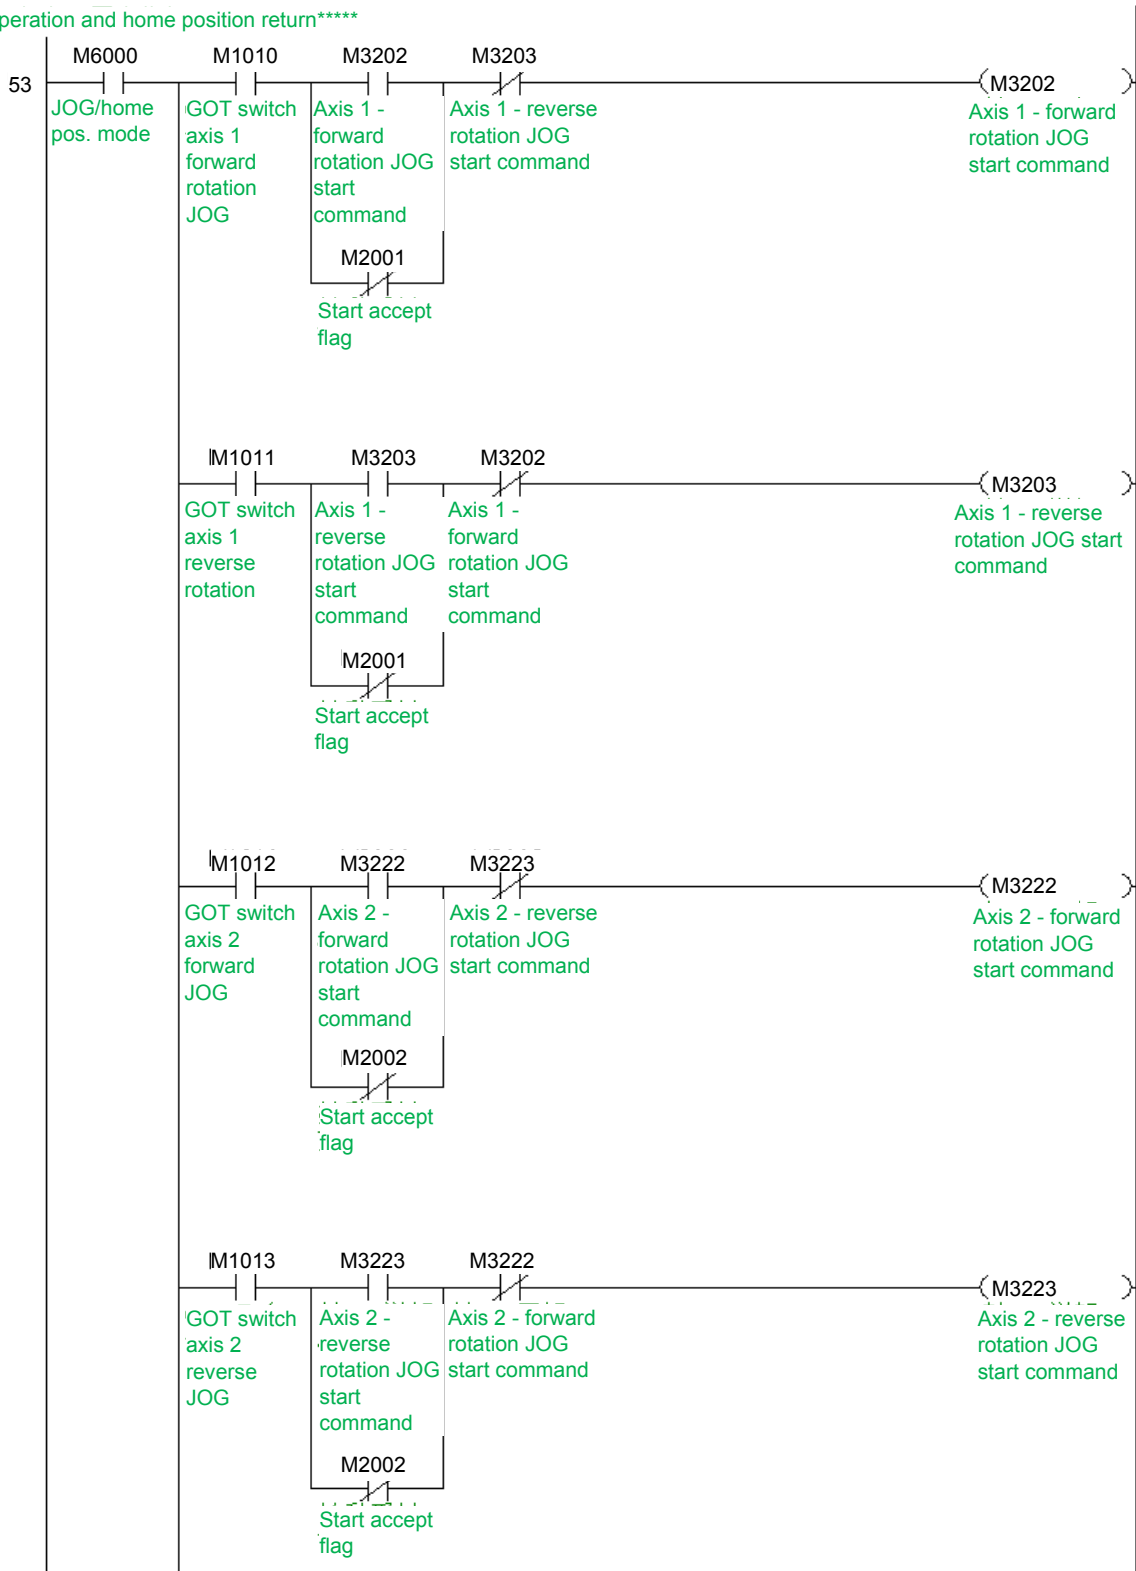 peration and home position return*****
M6000 M1010 M3202 M3203
53
M3202
JOG/home
pos. mode
GOT switch
axis 1
forward
rotation
JOG
Axis 1 -
forward
rotation JOG
start
command
Axis 1 - reverse
rotation JOG
start command
Axis 1 - forward
rotation JOG
start command
M2001
Start accept
flag
M1011 M3203 M3202
M3203
GOT switch
axis 1
reverse
rotation
Axis 1 -
reverse
rotation JOG
start
command
Axis 1 -
forward
rotation JOG
start
command
Axis 1 - reverse
rotation JOG start
command
M2001
Start accept
flag
M1012 M3222 M3223
M3222
GOT switch
axis 2
forward
JOG
Axis 2 -
forward
rotation JOG
start
command
Axis 2 - reverse
rotation JOG
start command
Axis 2 - forward
rotation JOG
start command
M2002
Start accept
flag
M1013 M3223 M3222
M3223
GOT switch
axis 2
reverse
JOG
Axis 2 -
reverse
rotation JOG
start
command
Axis 2 - forward
rotation JOG
start command
Axis 2 - reverse
rotation JOG
start command
M2002
Start accept
flag